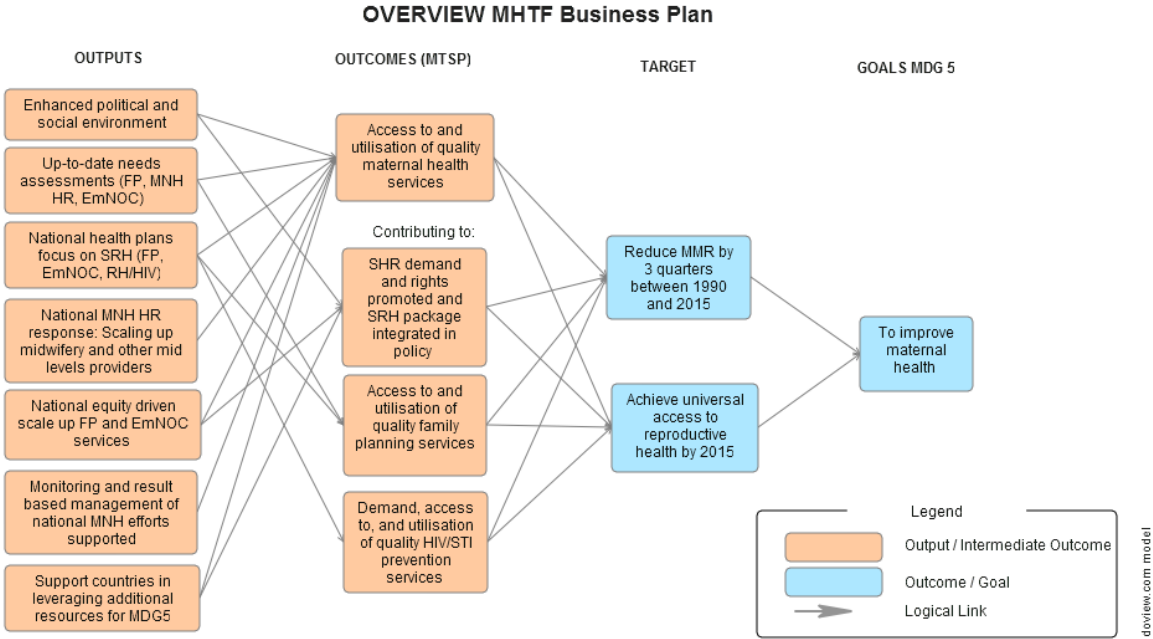 OVERVIEW MHTF Business Plan
OUTPUTS
OUTCOMES (MTSP)
TARGET
GOALS MDG 5
Enhanced political and
social environment
Up-to-date needs
assessments (FP, MNH
HR, EmNOC)
National health plans
focus on SRH (FP,
EmNOC, RH/HIV)
National MNH HR
response: Scaling up
midwifery and other mid
levels providers
National equity driven
scale up FP and EmNOC
services
Monitoring and result
based management of
national MNH efforts
supported
Support countries in
leveraging additional
resources for MDG5
Access to and
utilisation of quality
maternal health
services
Contributing to:
SHR demand
and rights
promoted and
SRH package
integrated in
policy
Access to and
utilisation of
quality family
planning services
Demand, access
to, and utilisation
of quality HIV/STI
prevention
services
Reduce MMR by
3 quarters
between 1990
and 2015
Achieve universal
access to
reproductive
health by 2015
To improve
maternal
health
Legend
Output / Intermediate Outcome
Outcome / Goal
Logical Link
doview.com model